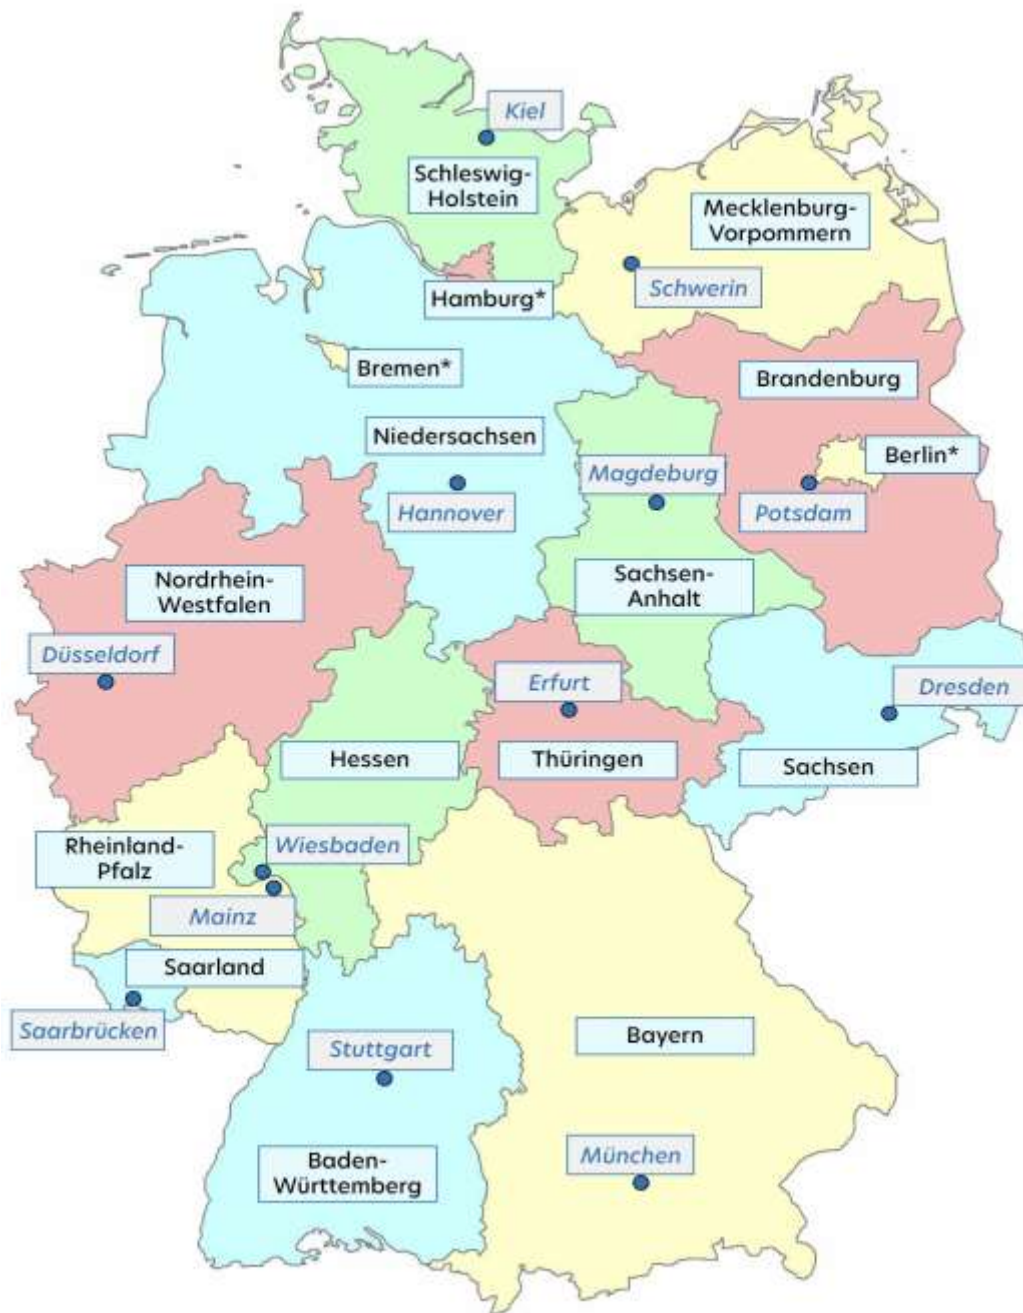 Kiel
Schleswig-
Holstein
Mecklenburg-
Vorpommern
Schwerin
Hamburg*
Bremen*
Brandenburg
Niedersachsen
Berlin*
Magdeburg
Hannover
Potsdam
Nordrhein-
Westfalen
Sachsen-
Anhalt
Düsseldorf
Erfurt
Dresden
Hessen
Thüringen
Sachsen
Rheinland-
Pfalz
Wiesbaden
Mainz
Saarland
Saarbrücken
Stuttgart
Bayern
München
Baden-
Württemberg